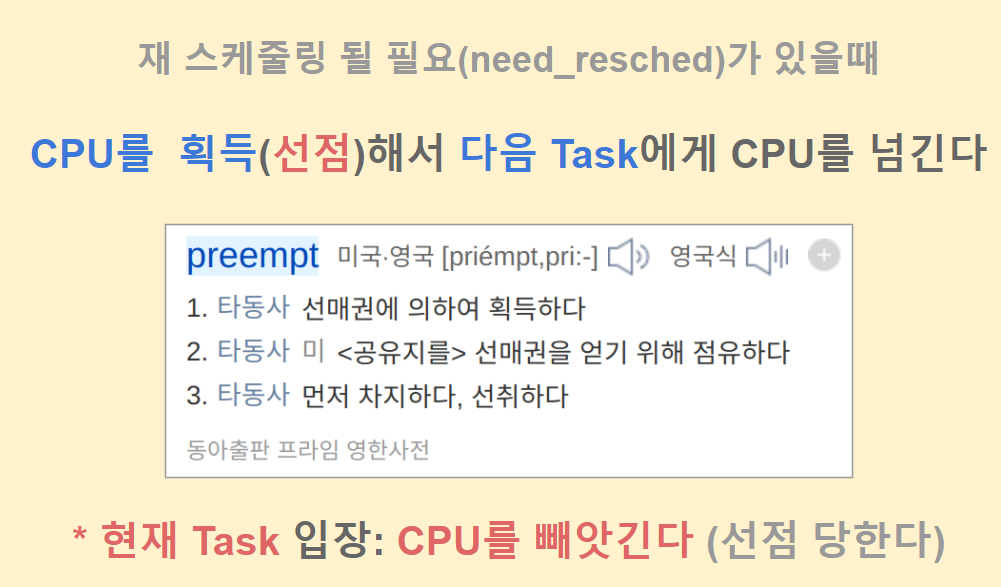 재 스케줄링 될 필요(need_resched)가 있을때
CPU를 획득(선점)해서 다음 Task에게 CPU를 넘긴다
preempt 미국·영국 [priémpt,pri:-] 영국식
1. 타동사 선매권에 의하여 획득하다
2. 타동사 미 <공유지를> 선매권을 얻기 위해 점유하다
3. 타동사 먼저 차지하다, 선취하다
동아출판 프라임 영한사전
* 현재 Task 입장: CPU를 빼앗긴다 (선점 당한다)